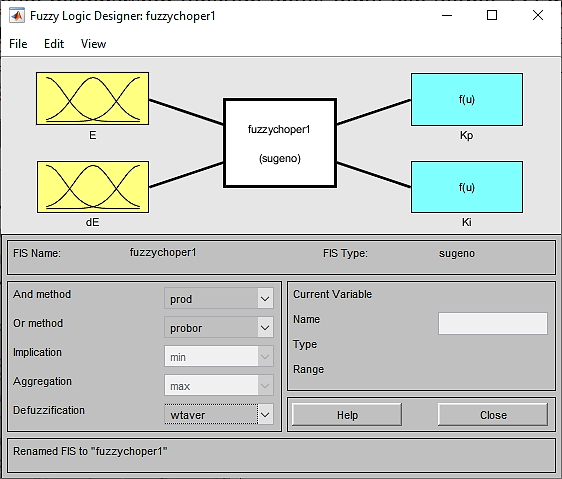 Fuzzy Logic Designer: fuzzychoper1
File Edit View
E
dE
fuzzychoper1
(sugeno)
f(u)
Kp
f(u)
Ki
FIS Name: fuzzychoper1 FIS Type: sugeno
And method prod
Or method probor
Implication min
Aggregation max
Defuzzification wtaver
Current Variable
Name
Type
Range
Help Close
Renamed FIS to "fuzzychoper1"